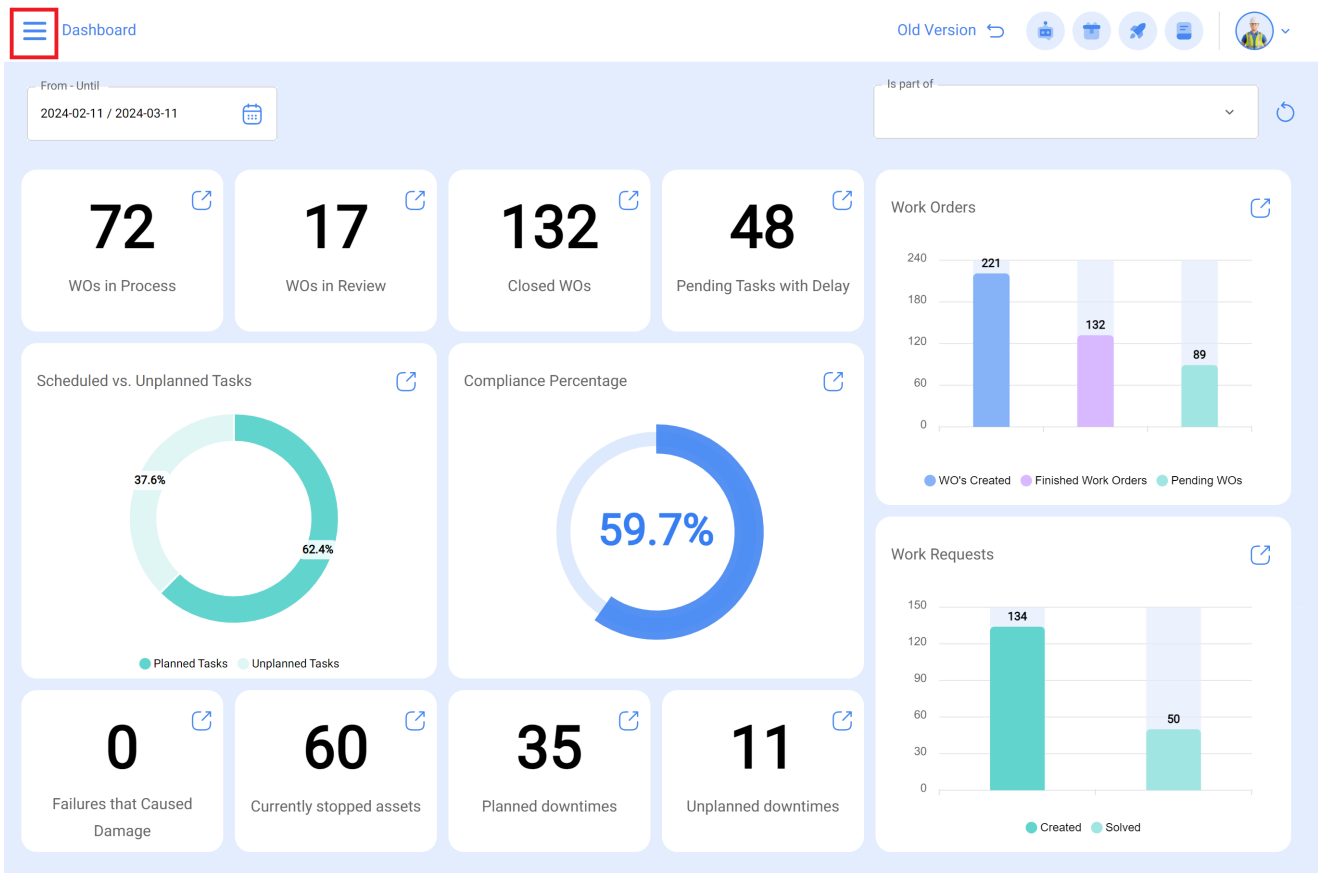 Dashboard
Old Version
From - Until
2024-02-11 / 2024-03-11
Is part of
72
WOs in Process
17
WOs in Review
132
Closed WOs
48
Pending Tasks with Delay
Work Orders
240
180
120
60
0
221
132
89
WO's Created
Finished Work Orders
Pending WOs
Scheduled vs. Unplanned Tasks
37.6%
62.4%
Planned Tasks
Unplanned Tasks
Compliance Percentage
59.7%
Work Requests
150
120
90
60
30
0
134
50
Created
Solved
0
Failures that Caused
Damage
60
Currently stopped assets
35
Planned downtimes
11
Unplanned downtimes